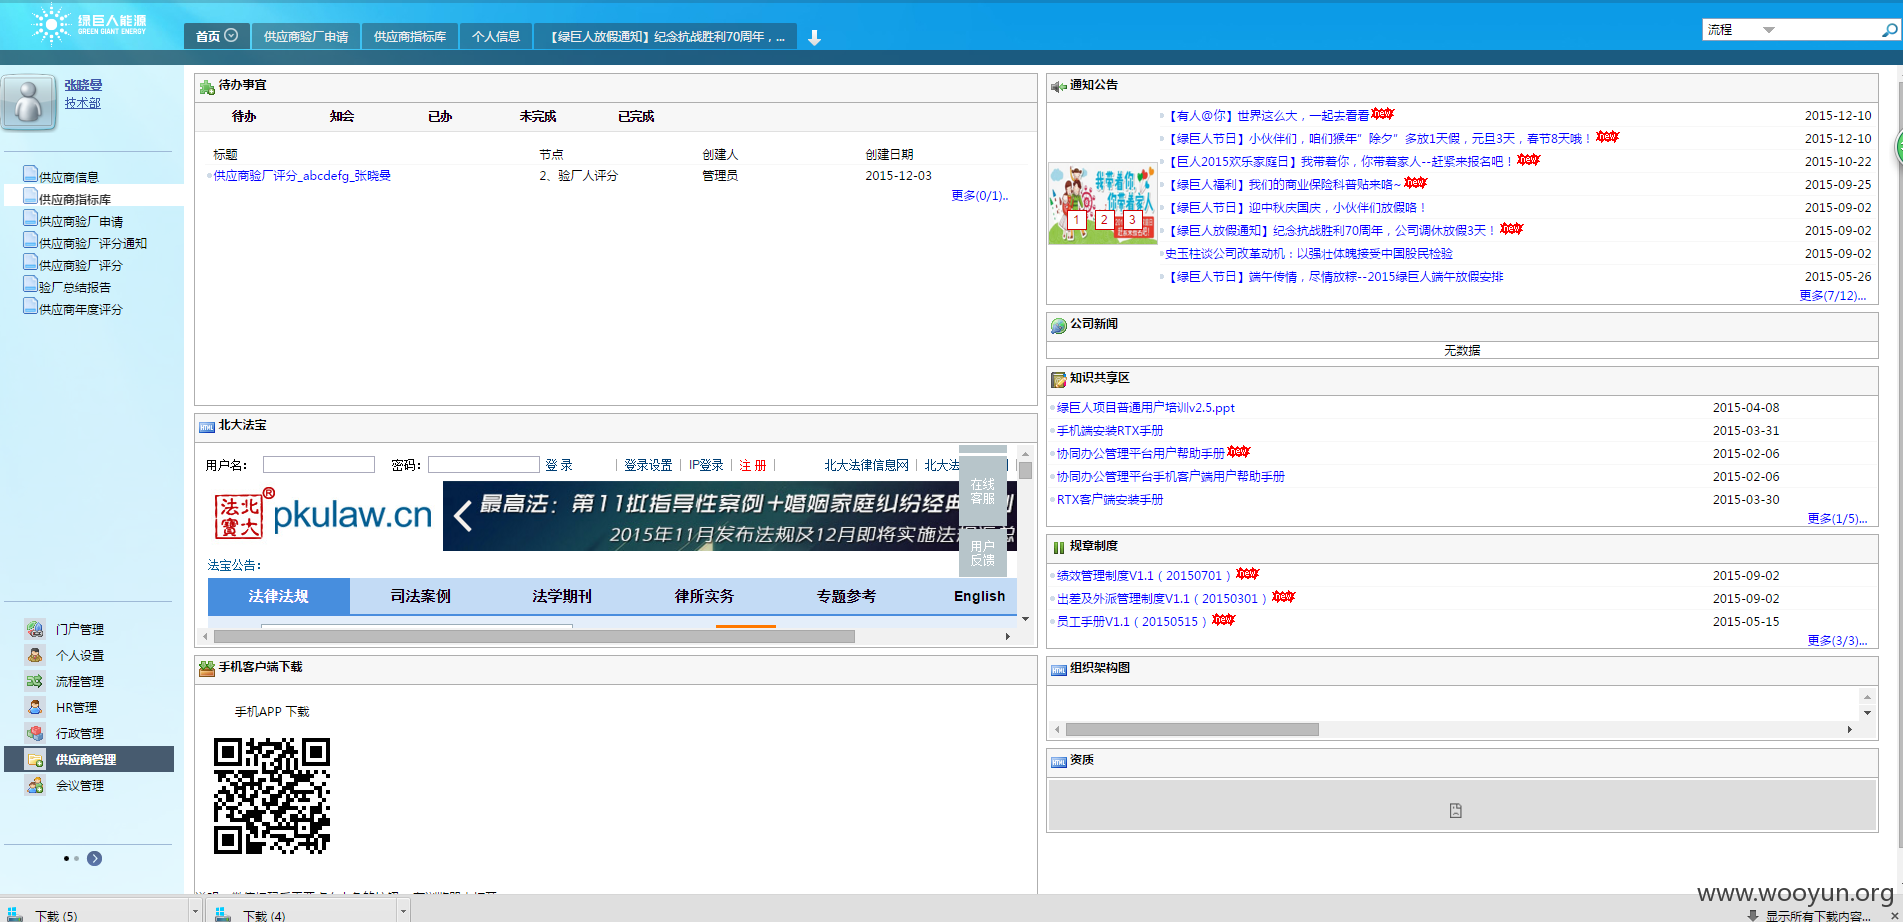 绿巨人能源
GREEN GIANT ENERGY
首页
供应商验厂申请
供应商指标库
个人信息
【绿巨人放假通知】纪念抗战胜利70周年，...
流程
张晓曼
技术部
供应商信息
供应商指标库
供应商验厂申请
供应商验厂评分通知
供应商验厂评分
验厂总结报告
供应商年度评分
门户管理
个人设置
流程管理
HR管理
行政管理
供应商管理
会议管理
待办事宜
待办 知会 已办 未完成 已完成
标题 节点 创建人 创建日期
供应商验厂评分_abcdefg_张晓曼 2、验厂人评分 管理员 2015-12-03
更多(0/1)..
北大法宝
用户名： 密码： 登 录 | 登录设置 | IP登录 | 注 册 | 北大法律信息网 | 北大法
在线
客服
北大
法寶
®
pkulaw.cn
最高法：第11批指导性案例+婚姻家庭纠纷经典
2015年11月发布法规及12月即将实施法规
用户
反馈
法宝公告：
法律法规 司法案例 法学期刊 律所实务 专题参考 English
手机客户端下载
手机APP 下载
通知公告
我带着你，
你带着家人
1 2 3
【有人@你】世界这么大，一起去看看 new 2015-12-10
【绿巨人节日】小伙伴们，咱们猴年”除夕”多放1天假，元旦3天，春节8天哦！ new 2015-12-10
【巨人2015欢乐家庭日】我带着你，你带着家人--赶紧来报名吧！ new 2015-10-22
【绿巨人福利】我们的商业保险科普贴来咯~ new 2015-09-25
【绿巨人节日】迎中秋庆国庆，小伙伴们放假咯！ 2015-09-02
【绿巨人放假通知】纪念抗战胜利70周年，公司调休放假3天！ new 2015-09-02
史玉柱谈公司改革动机：以强壮体魄接受中国股民检验 2015-09-02
【绿巨人节日】端午传情，尽情放粽--2015绿巨人端午放假安排 2015-05-26
更多(7/12)...
公司新闻
无数据
知识共享区
绿巨人项目普通用户培训v2.5.ppt 2015-04-08
手机端安装RTX手册 2015-03-31
协同办公管理平台用户帮助手册 new 2015-02-06
协同办公管理平台手机客户端用户帮助手册 2015-02-06
RTX客户端安装手册 2015-03-30
更多(1/5)...
规章制度
绩效管理制度V1.1（20150701） new 2015-09-02
出差及外派管理制度V1.1（20150301） new 2015-09-02
员工手册V1.1（20150515） new 2015-05-15
更多(3/3)...
组织架构图
资质
www.wooyun.org
下载 (5)
下载 (4)
显示所有下载内容...